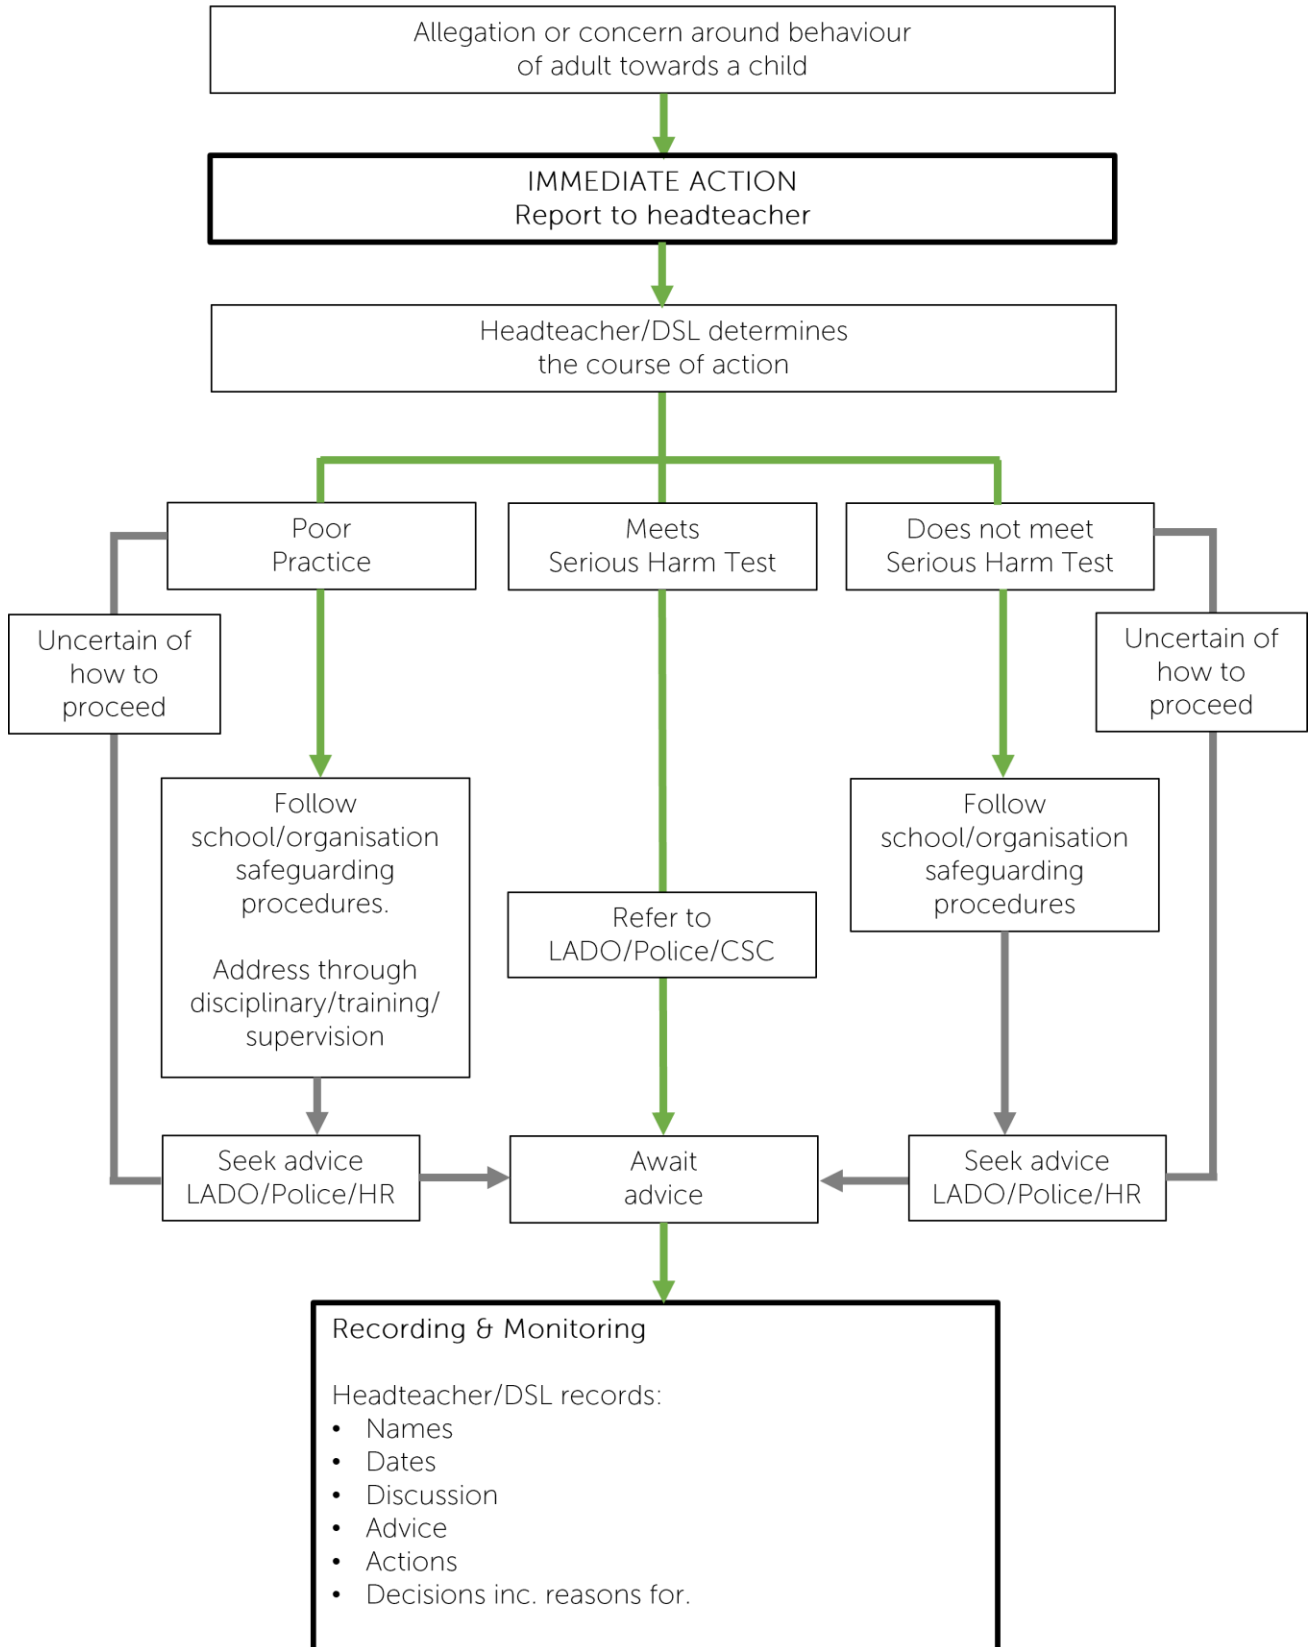 Allegation or concern around behaviour
of adult towards a child
IMMEDIATE ACTION
Report to headteacher
Headteacher/DSL determines
the course of action
Poor
Practice
Meets
Serious Harm Test
Does not meet
Serious Harm Test
Uncertain of
how to
proceed
Uncertain of
how to
proceed
Follow
school/organisation
safeguarding
procedures.
Address through
disciplinary/training/
supervision
Refer to
LADO/Police/CSC
Follow
school/organisation
safeguarding
procedures
Seek advice
LADO/Police/HR
Await
advice
Seek advice
LADO/Police/HR
Recording & Monitoring
Headteacher/DSL records:
• Names
• Dates
• Discussion
• Advice
• Actions
• Decisions inc. reasons for.